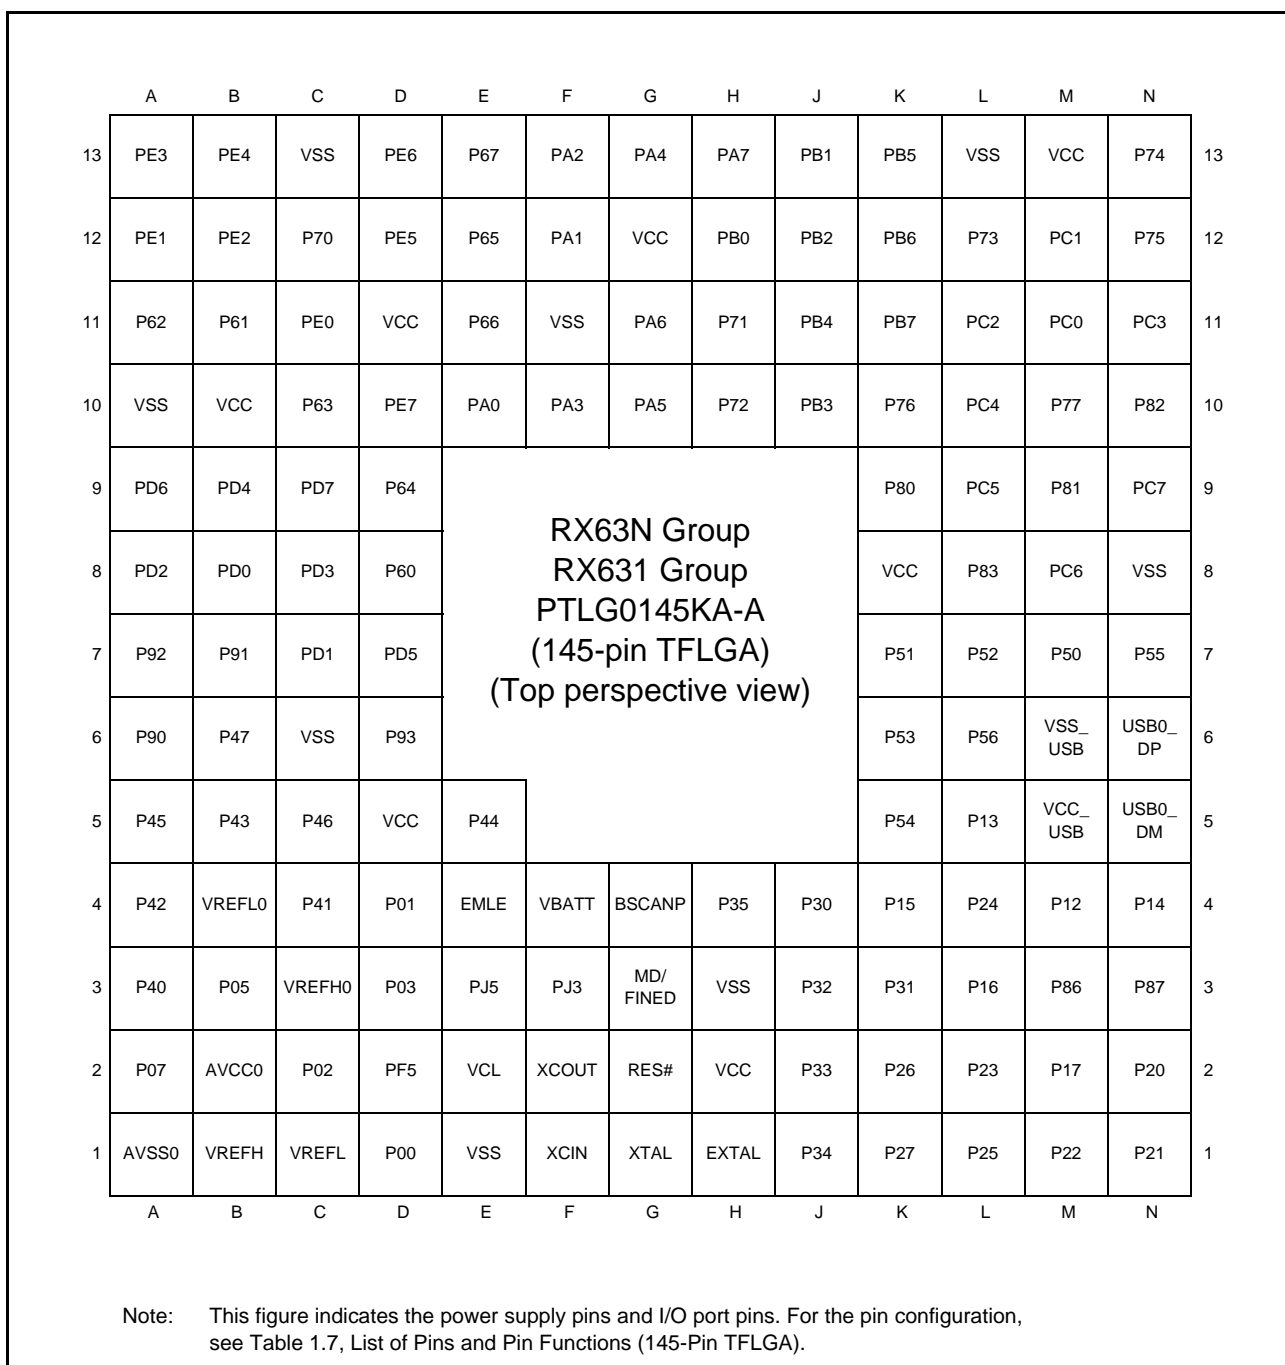 A B C D E F G H J K L M N
13 PE3 PE4 VSS PE6 P67 PA2 PA4 PA7 PB1 PB5 VSS VCC P74 13
12 PE1 PE2 P70 PE5 P65 PA1 VCC PB0 PB2 PB6 P73 PC1 P75 12
11 P62 P61 PE0 VCC P66 VSS PA6 P71 PB4 PB7 PC2 PC0 PC3 11
10 VSS VCC P63 PE7 PA0 PA3 PA5 P72 PB3 P76 PC4 P77 P82 10
9 PD6 PD4 PD7 P64 P80 PC5 P81 PC7 9
RX63N Group
8 PD2 PD0 PD3 P60 RX631 Group VCC P83 PC6 VSS 8
PTLG0145KA-A
7 P92 P91 PD1 PD5 (145-pin TFLGA) P51 P52 P50 P55 7
(Top perspective view)
6 P90 P47 VSS P93 P53 P56 VSS_ USB USB0_ DP 6
5 P45 P43 P46 VCC P44 P54 P13 VCC_ USB USB0_ DM 5
4 P42 VREFL0 P41 P01 EMLE VBATT BSCANP P35 P30 P15 P24 P12 P14 4
3 P40 P05 VREFH0 P03 PJ5 PJ3 MD/ FINED VSS P32 P31 P16 P86 P87 3
2 P07 AVCC0 P02 PF5 VCL XCOUT RES# VCC P33 P26 P23 P17 P20 2
1 AVSS0 VREFH VREFL P00 VSS XCIN XTAL EXTAL P34 P27 P25 P22 P21 1
A B C D E F G H J K L M N
Note: This figure indicates the power supply pins and I/O port pins. For the pin configuration,
see Table 1.7, List of Pins and Pin Functions (145-Pin TFLGA).